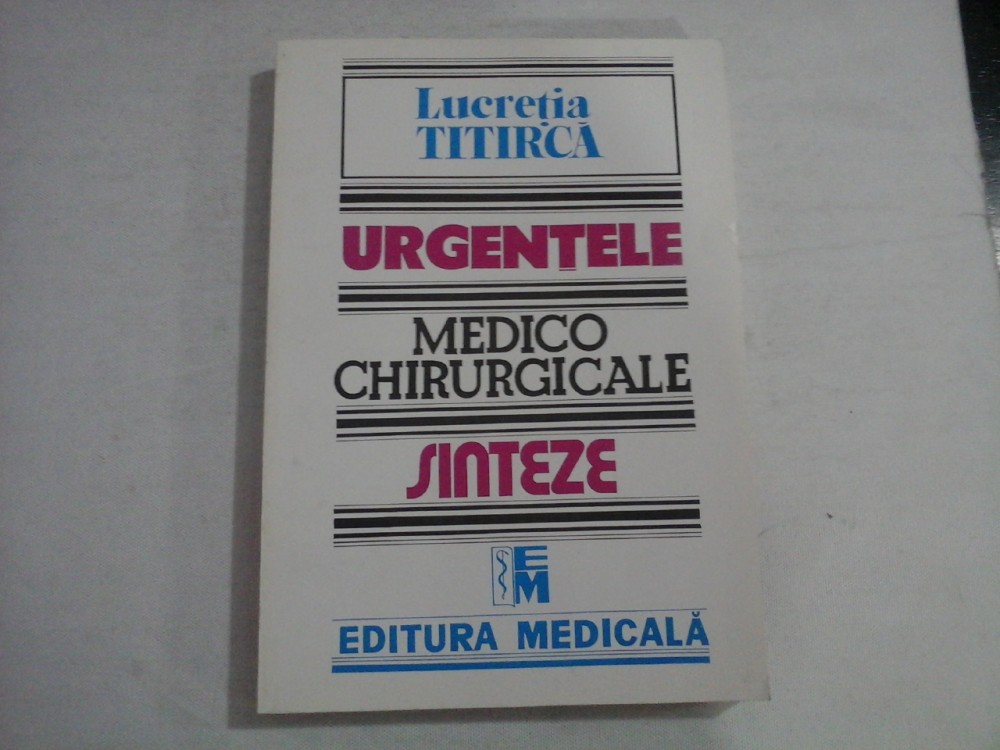 Lucreția
TITIRCĂ
URGENȚELE
MEDICO
CHIRURGICALE
SINTEZE
EM
EDITURA MEDICALĂ